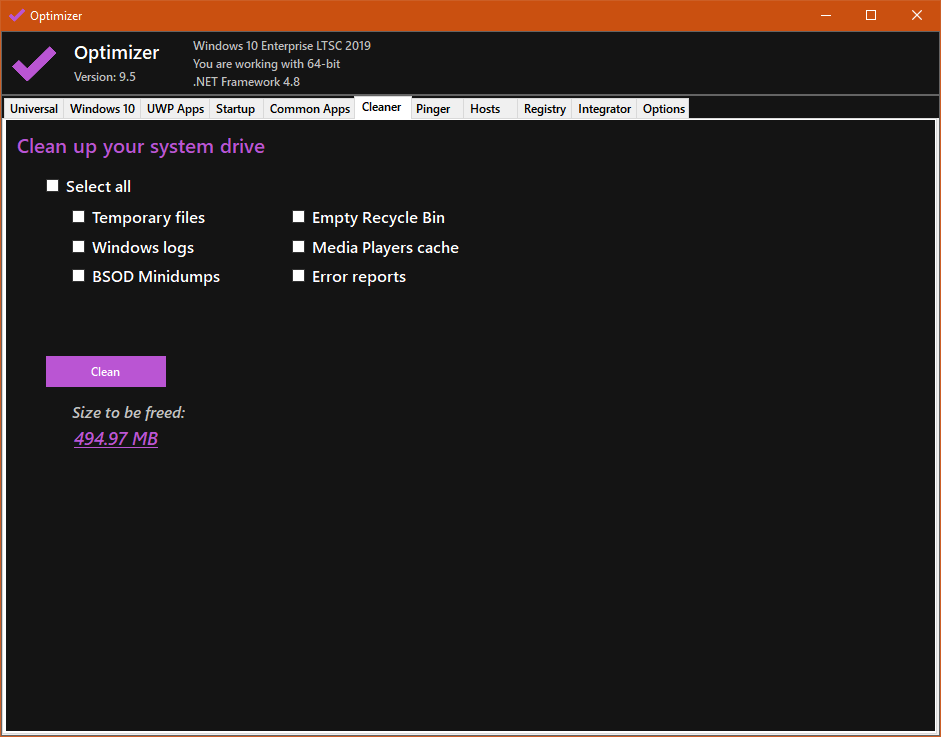 Optimizer
Optimizer
Version: 9.5
Windows 10 Enterprise LTSC 2019
You are working with 64-bit
.NET Framework 4.8
Universal Windows 10 UWP Apps Startup Common Apps Cleaner Pinger Hosts Registry Integrator Options
Clean up your system drive
Select all
Temporary files Empty Recycle Bin
Windows logs Media Players cache
BSOD Minidumps Error reports
Clean
Size to be freed:
494.97 MB